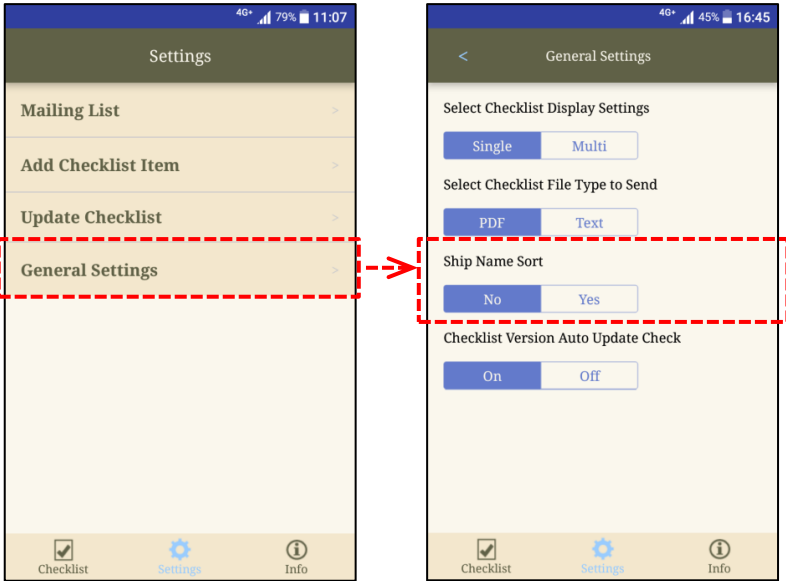 4G+ 79% 11:07
Settings
Mailing List >
Add Checklist Item >
Update Checklist >
General Settings >
Checklist Settings Info
4G+ 45% 16:45
< General Settings
Select Checklist Display Settings
Single Multi
Select Checklist File Type to Send
PDF Text
Ship Name Sort
No Yes
Checklist Version Auto Update Check
On Off
Checklist Settings Info